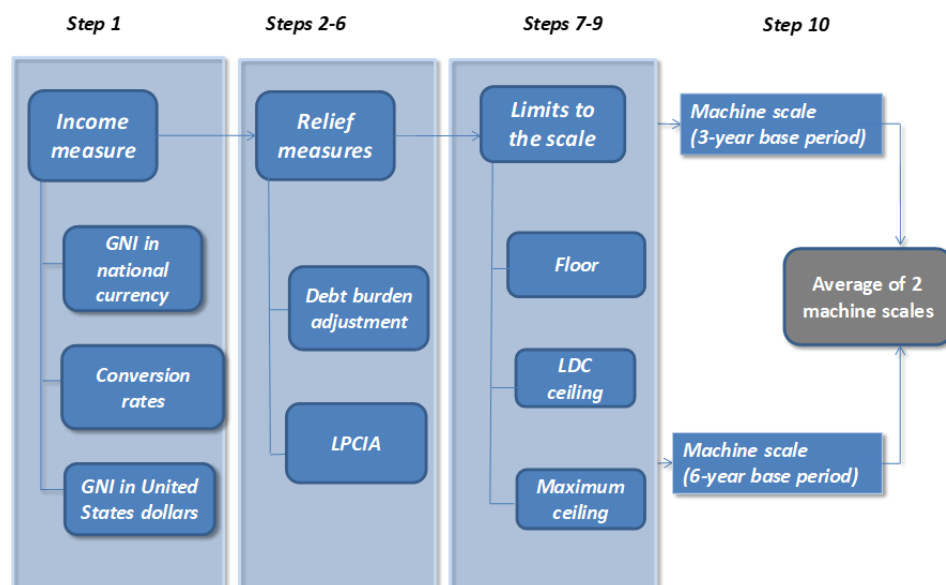 Step 1
Steps 2-6
Steps 7-9
Step 10
Income
measure
GNI in
national
currency
Conversion
rates
GNI in United
States dollars
Relief
measures
Debt burden
adjustment
LPCIA
Limits to
the scale
Floor
LDC
ceiling
Maximum
ceiling
Machine scale
(3-year base period)
Average of 2
machine scales
Machine scale
(6-year base period)